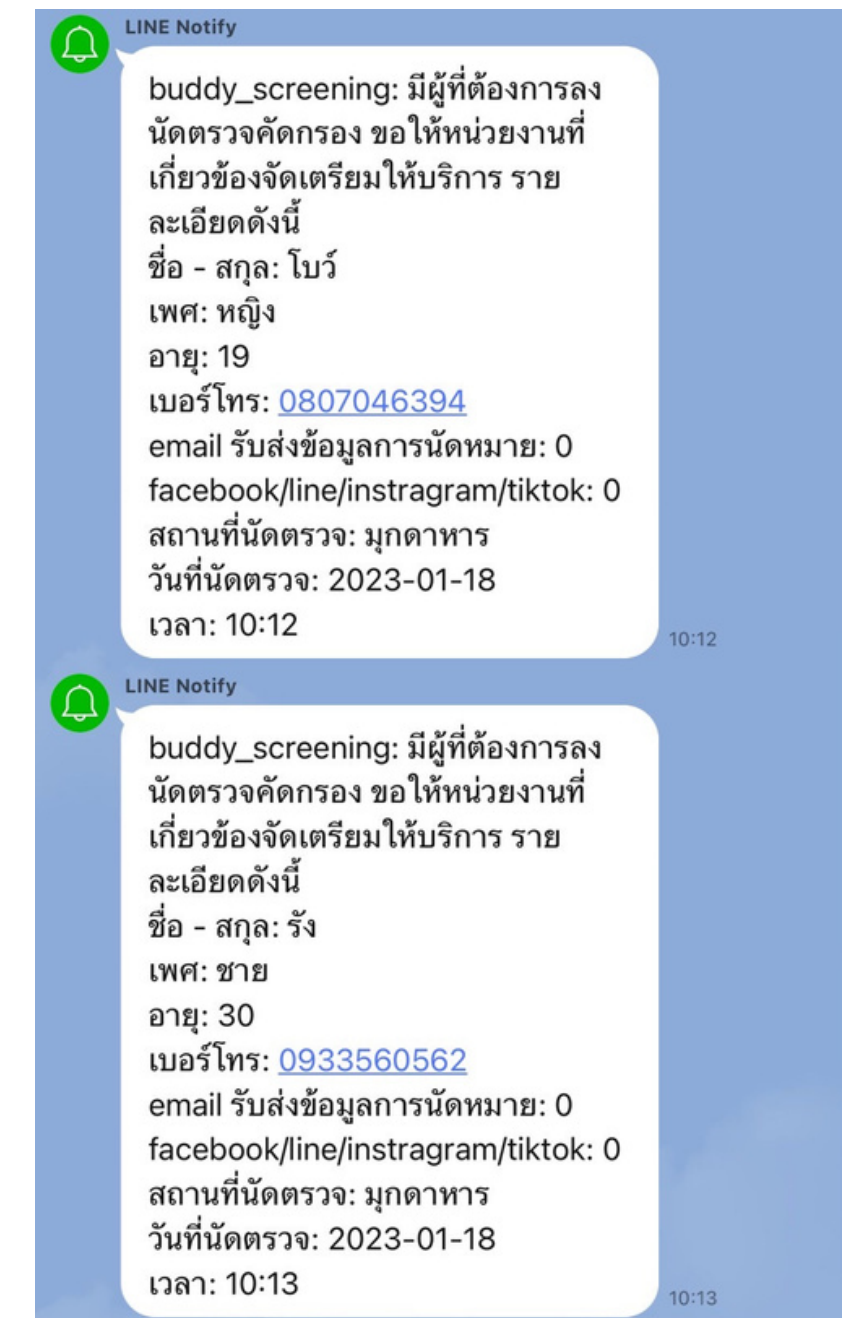 LINE Notify
buddy_screening: มีผู้ที่ต้องการลง
นัดตรวจคัดกรอง ขอให้หน่วยงานที่
เกี่ยวข้องจัดเตรียมให้บริการ ราย
ละเอียดดังนี้
ชื่อ - สกุล: โบว์
เพศ: หญิง
อายุ: 19
เบอร์โทร: 0807046394
email รับส่งข้อมูลการนัดหมาย: 0
facebook/line/instragram/tiktok: 0
สถานที่นัดตรวจ: มุกดาหาร
วันที่นัดตรวจ: 2023-01-18
เวลา: 10:12
10:12
LINE Notify
buddy_screening: มีผู้ที่ต้องการลง
นัดตรวจคัดกรอง ขอให้หน่วยงานที่
เกี่ยวข้องจัดเตรียมให้บริการ ราย
ละเอียดดังนี้
ชื่อ - สกุล: รัง
เพศ: ชาย
อายุ: 30
เบอร์โทร: 0933560562
email รับส่งข้อมูลการนัดหมาย: 0
facebook/line/instragram/tiktok: 0
สถานที่นัดตรวจ: มุกดาหาร
วันที่นัดตรวจ: 2023-01-18
เวลา: 10:13
10:13